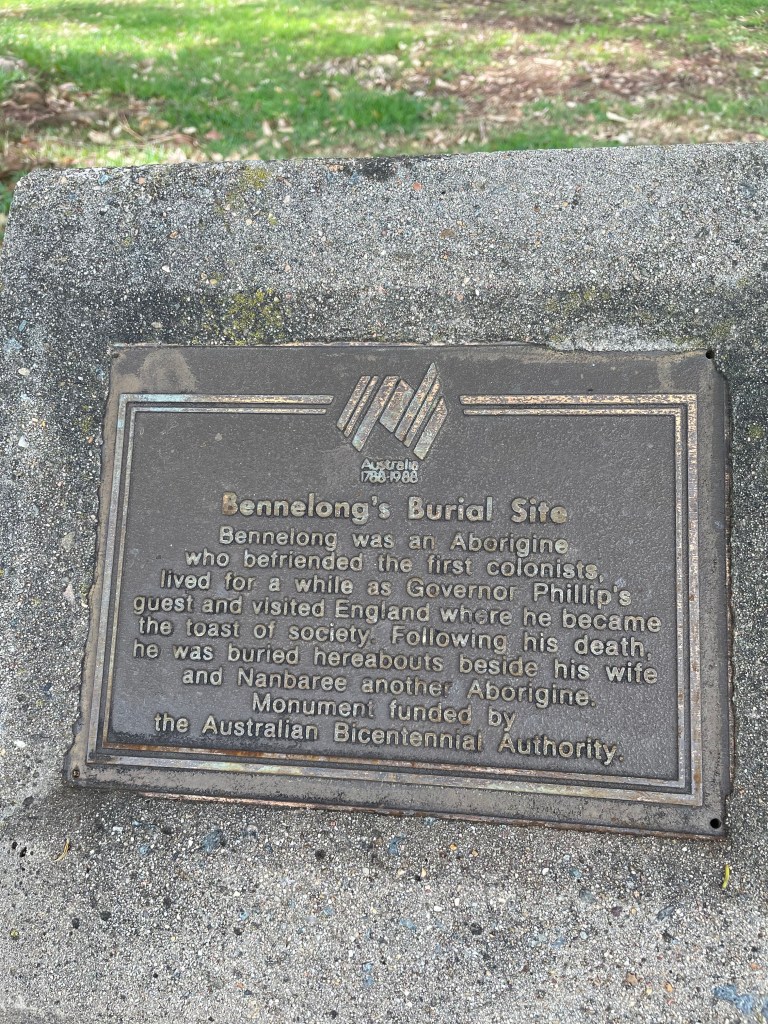 Australia
1788-1988
Bennelong's Burial Site
Bennelong was an Aborigine
who befriended the first colonists,
lived for a while as Governor Phillip's
guest and visited England where he became
the toast of society. Following his death,
he was buried hereabouts beside his wife
and Nanbaree another Aborigine.
Monument funded by
the Australian Bicentennial Authority.